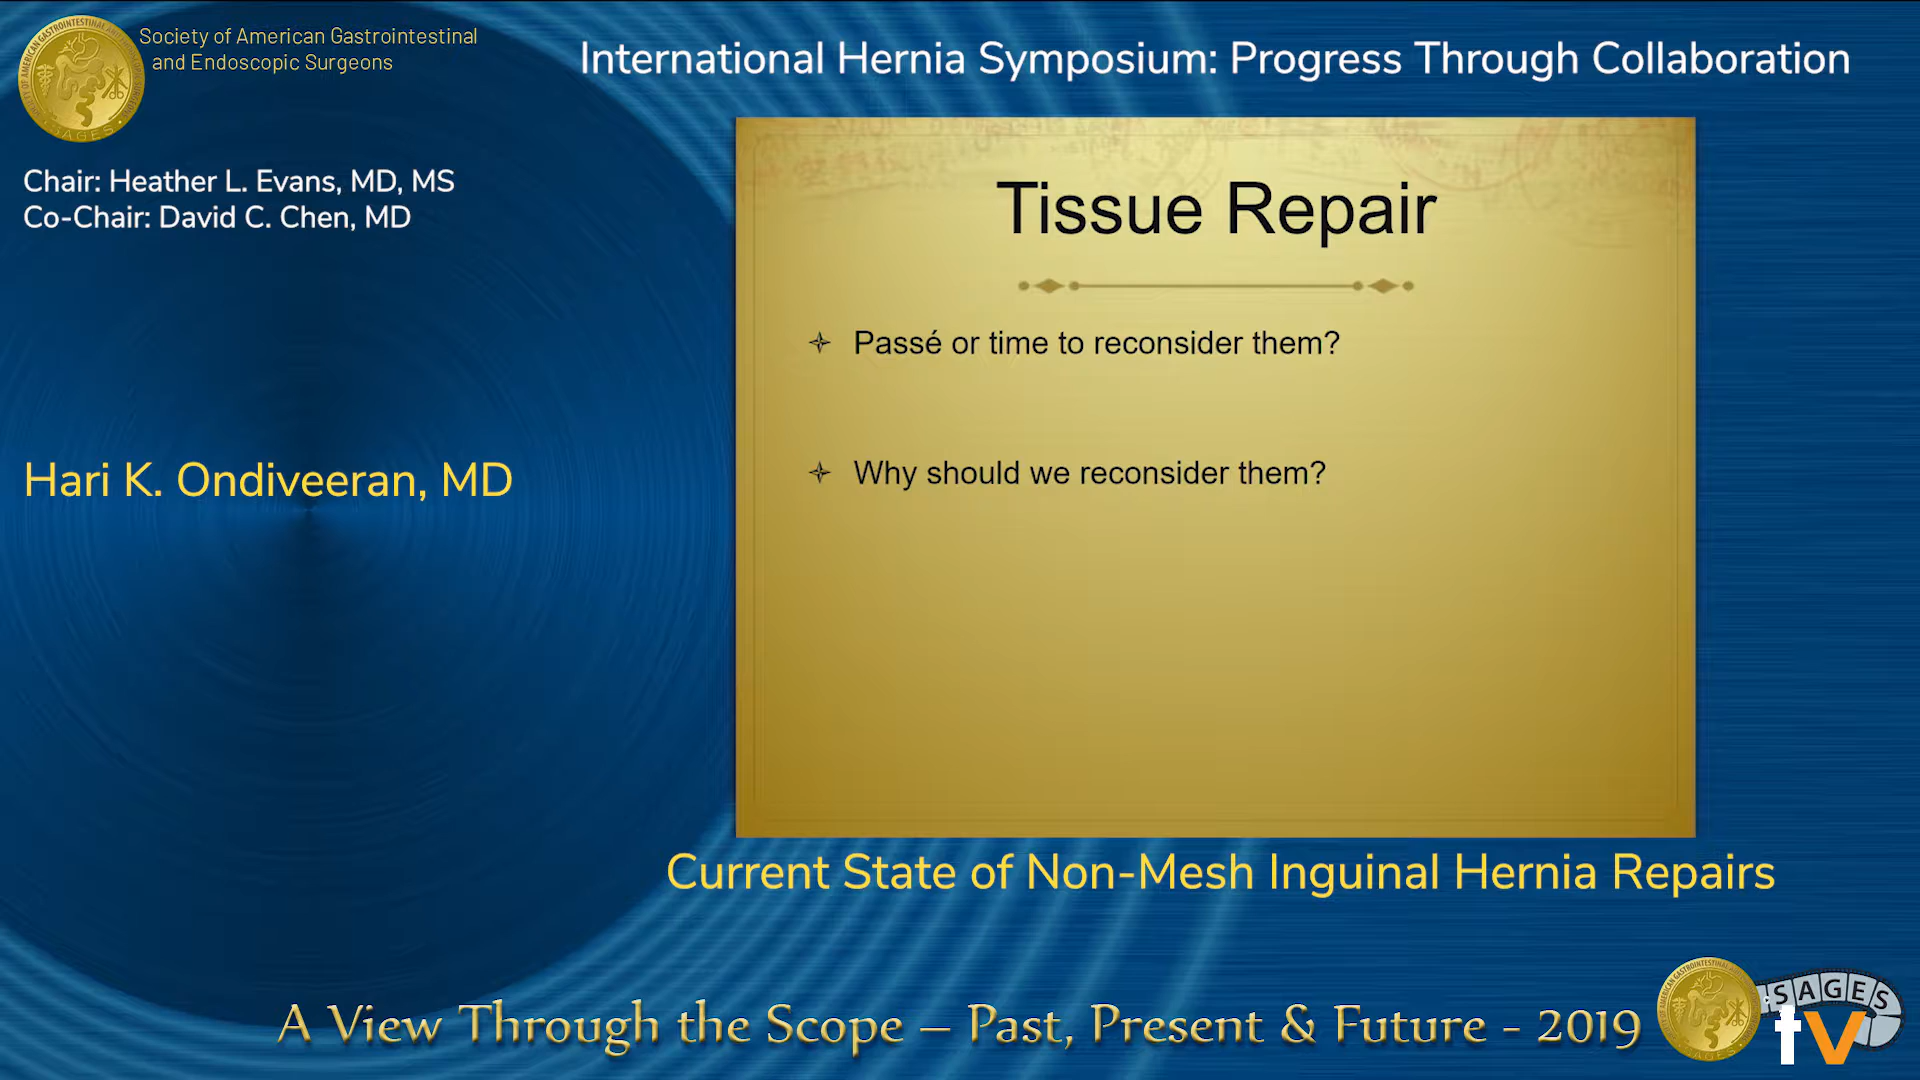 Society of American Gastrointestinal
and Endoscopic Surgeons
International Hernia Symposium: Progress Through Collaboration
Chair: Heather L. Evans, MD, MS
Co-Chair: David C. Chen, MD
Hari K. Ondiveeran, MD
Tissue Repair
Passé or time to reconsider them?
Why should we reconsider them?
Current State of Non-Mesh Inguinal Hernia Repairs
A View Through the Scope – Past, Present & Future - 2019
SAGES
tv
SAGES